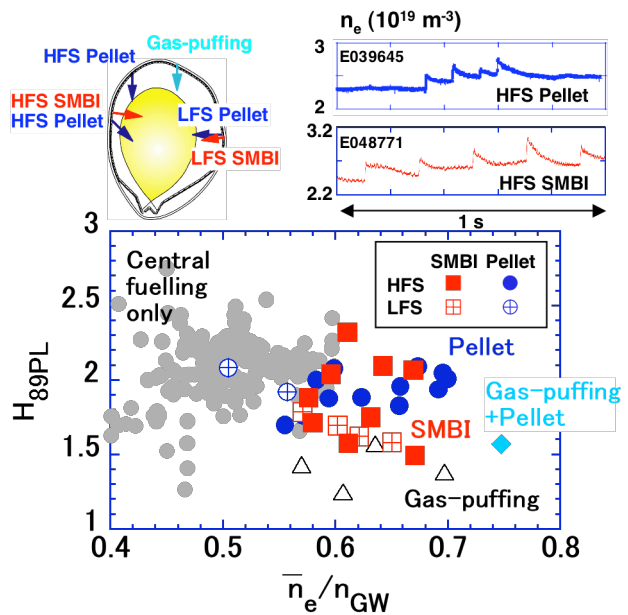 Gas-puffing
HFS Pellet
HFS SMBI
HFS Pellet
LFS Pellet
LFS SMBI
n_e (10^19 m^-3)
3
E039645
HFS Pellet
2
3.2
E048771
HFS SMBI
2.2
1 s
3
Central
fuelling
only
SMBI Pellet
HFS
LFS
2.5
Pellet
2
H_89PL
Gas-puffing
+Pellet
SMBI
1.5
Gas-puffing
1
0.4 0.5 0.6 0.7 0.8
n̅_e/n_GW